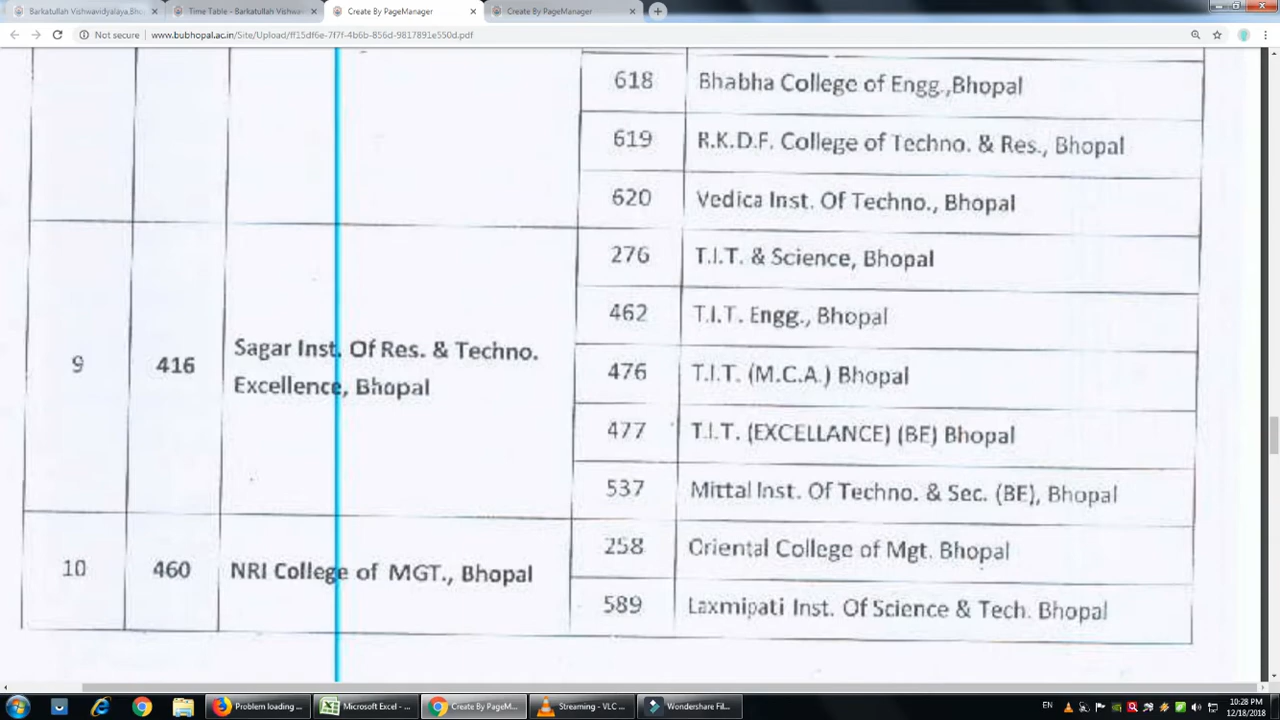 Barkatullah Vishwavidyalaya,Bho
Time Table - Barkatullah Vishwa
Create By PageManager
Create By PageManager
Not secure
www.bubhopal.ac.in/Site/Upload/ff15df6e-7f7f-4b6b-856d-9817891e550d.pdf
618 Bhabha College of Engg.,Bhopal
619 R.K.D.F. College of Techno. & Res., Bhopal
620 Vedica Inst. Of Techno., Bhopal
9 416 Sagar Inst. Of Res. & Techno.
Excellence, Bhopal
276 T.I.T. & Science, Bhopal
462 T.I.T. Engg., Bhopal
476 T.I.T. (M.C.A.) Bhopal
477 T.I.T. (EXCELLANCE) (BE) Bhopal
537 Mittal Inst. Of Techno. & Sec. (BE), Bhopal
10 460 NRI College of MGT., Bhopal
258 Oriental College of Mgt. Bhopal
589 Laxmipati Inst. Of Science & Tech. Bhopal
Problem loading ...
Microsoft Excel - ...
Create By PageM...
Streaming - VLC ...
Wondershare Fil...
EN
10:28 PM
12/18/2018